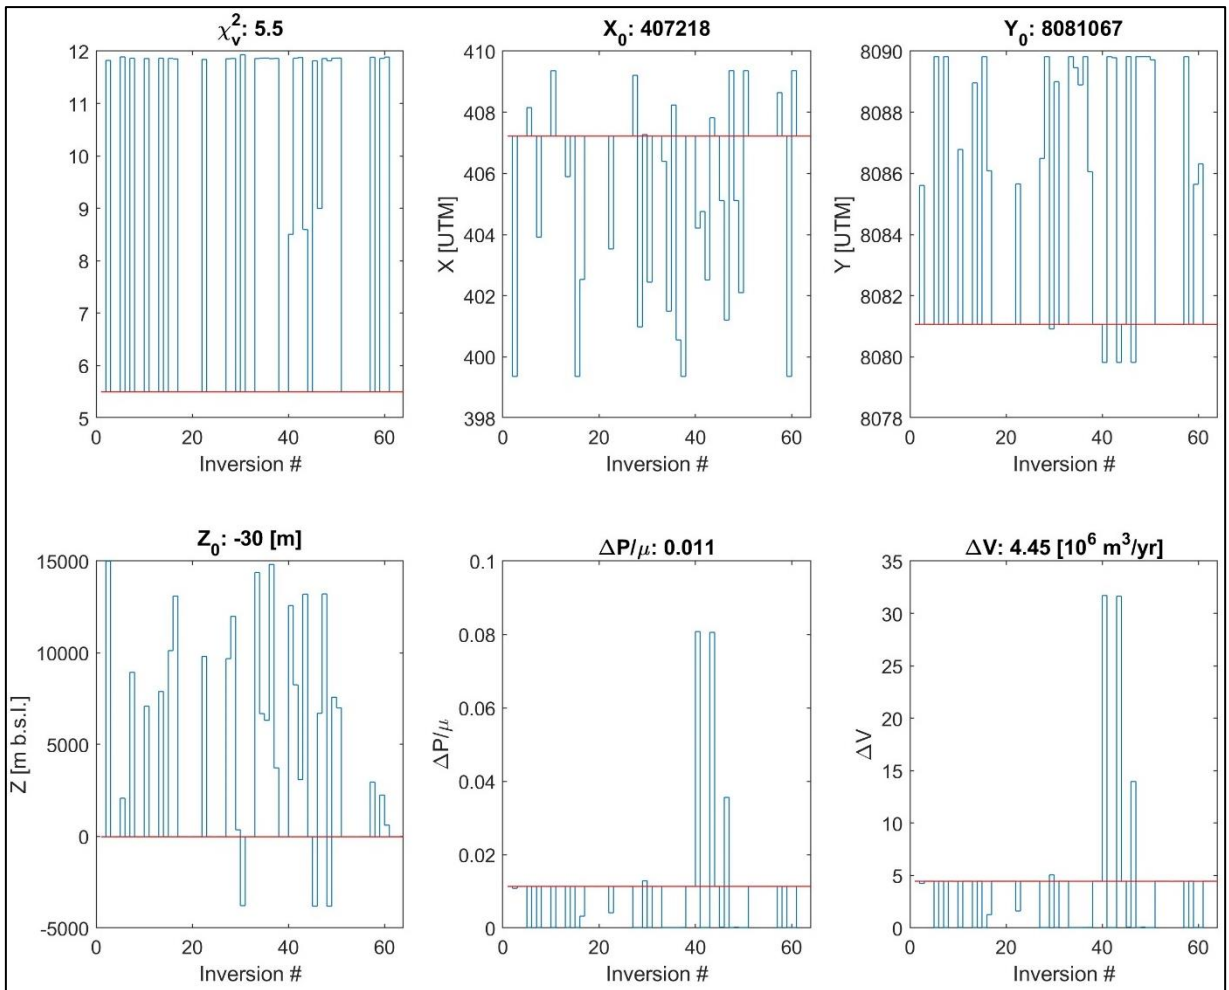 χ²ᵥ: 5.5
12
11
10
9
8
7
6
5
0 20 40 60
Inversion #
X₀: 407218
X [UTM]
410
408
406
404
402
400
398
0 20 40 60
Inversion #
Y₀: 8081067
Y [UTM]
8090
8088
8086
8084
8082
8080
8078
0 20 40 60
Inversion #
Z₀: -30 [m]
Z [m b.s.l.]
15000
10000
5000
0
-5000
0 20 40 60
Inversion #
ΔP/μ: 0.011
ΔP/μ
0.1
0.08
0.06
0.04
0.02
0
0 20 40 60
Inversion #
ΔV: 4.45 [10⁶ m³/yr]
ΔV
35
30
25
20
15
10
5
0
0 20 40 60
Inversion #